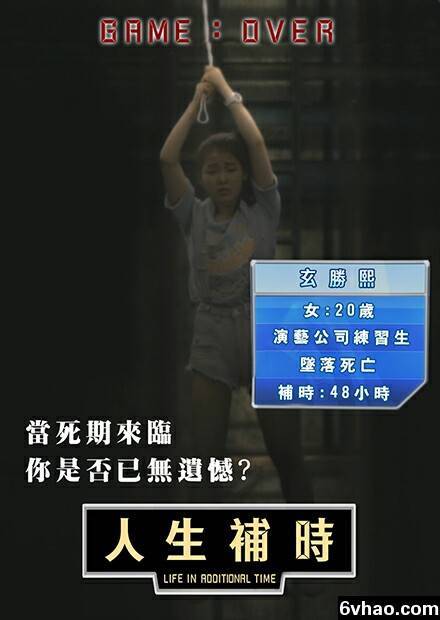 GAME:OVER
玄勝熙
女:20歲
演藝公司練習生
墜落死亡
補時:48小時
當死期來臨
你是否已無遺憾?
人生補時
LIFE IN ADDITIONAL TIME
6vhao.com